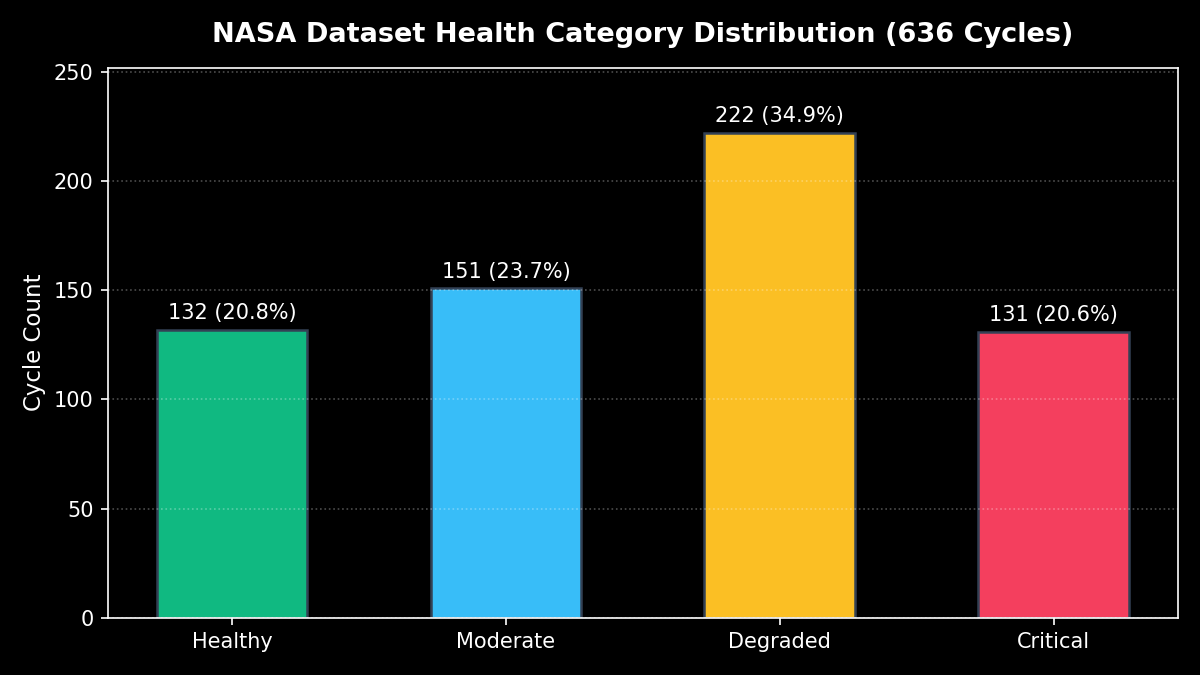 NASA Dataset Health Category Distribution (636 Cycles)
Cycle Count
250
200
150
100
50
0
132 (20.8%)
151 (23.7%)
222 (34.9%)
131 (20.6%)
Healthy
Moderate
Degraded
Critical